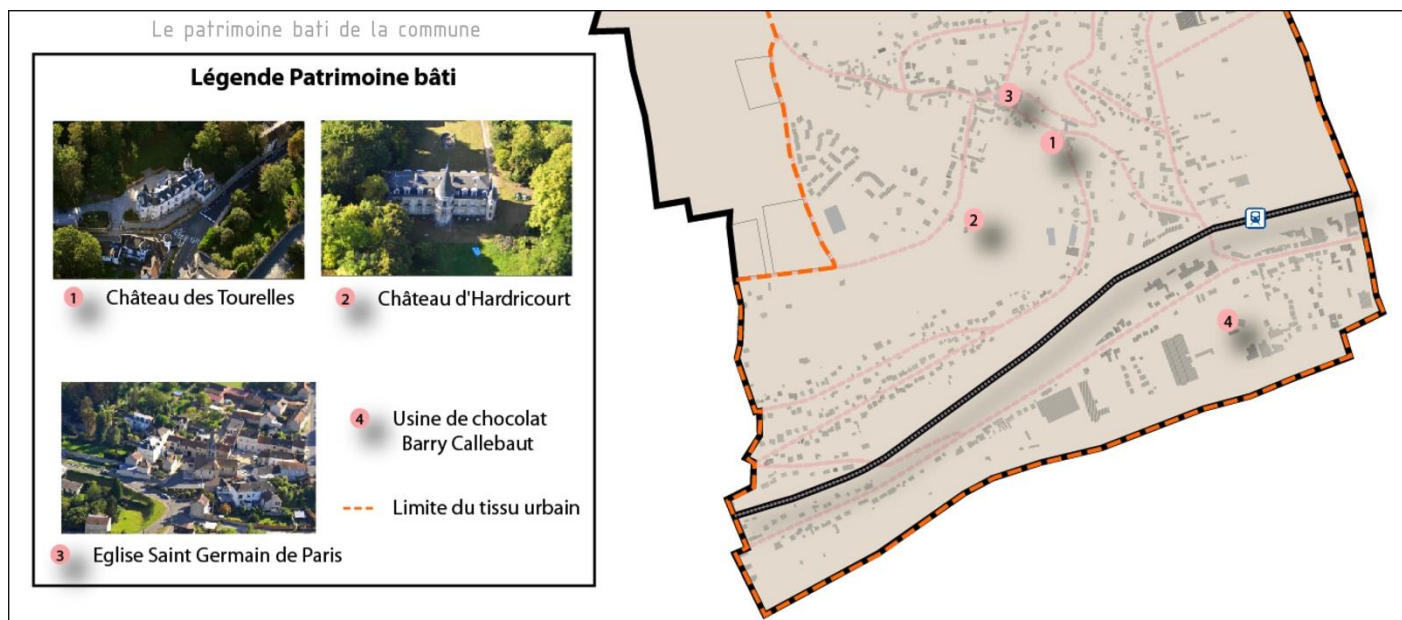 Le patrimoine bati de la commune
Légende Patrimoine bâti
1 Château des Tourelles
2 Château d'Hardricourt
3 Eglise Saint Germain de Paris
4 Usine de chocolat
Barry Callebaut
Limite du tissu urbain
3
1
2
4